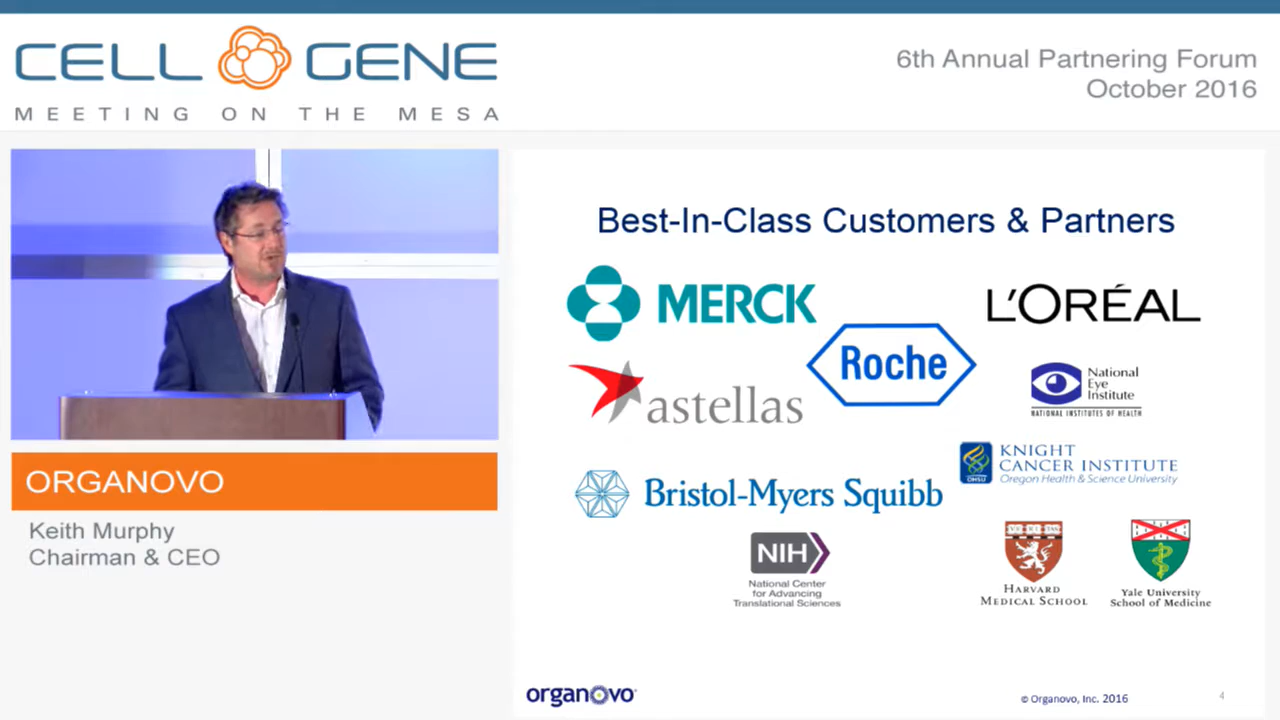 CELL GENE
MEETING ON THE MESA
6th Annual Partnering Forum
October 2016
ORGANOVO
Keith Murphy
Chairman & CEO
Best-In-Class Customers & Partners
MERCK
L'ORÉAL
Roche
astellas
National
Eye
Institute
NATIONAL INSTITUTES OF HEALTH
KNIGHT
CANCER INSTITUTE
OHSU
Oregon Health & Science University
Bristol-Myers Squibb
NIH
National Center
for Advancing
Translational Sciences
HARVARD
MEDICAL SCHOOL
Yale University
School of Medicine
organovo
© Organovo, Inc. 2016
4